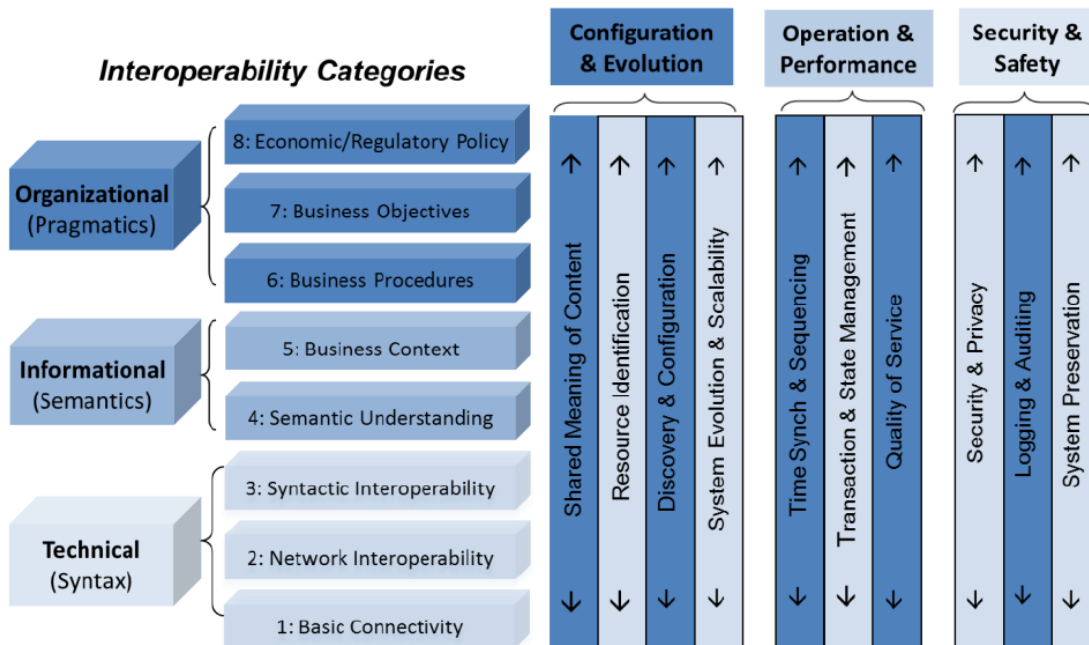 Interoperability Categories
Organizational
(Pragmatics)
8: Economic/Regulatory Policy
7: Business Objectives
6: Business Procedures
Informational
(Semantics)
5: Business Context
4: Semantic Understanding
Technical
(Syntax)
3: Syntactic Interoperability
2: Network Interoperability
1: Basic Connectivity
Configuration
& Evolution
Shared Meaning of Content
Resource Identification
Discovery & Configuration
System Evolution & Scalability
Operation &
Performance
Time Synch & Sequencing
Transaction & State Management
Quality of Service
Security &
Safety
Security & Privacy
Logging & Auditing
System Preservation